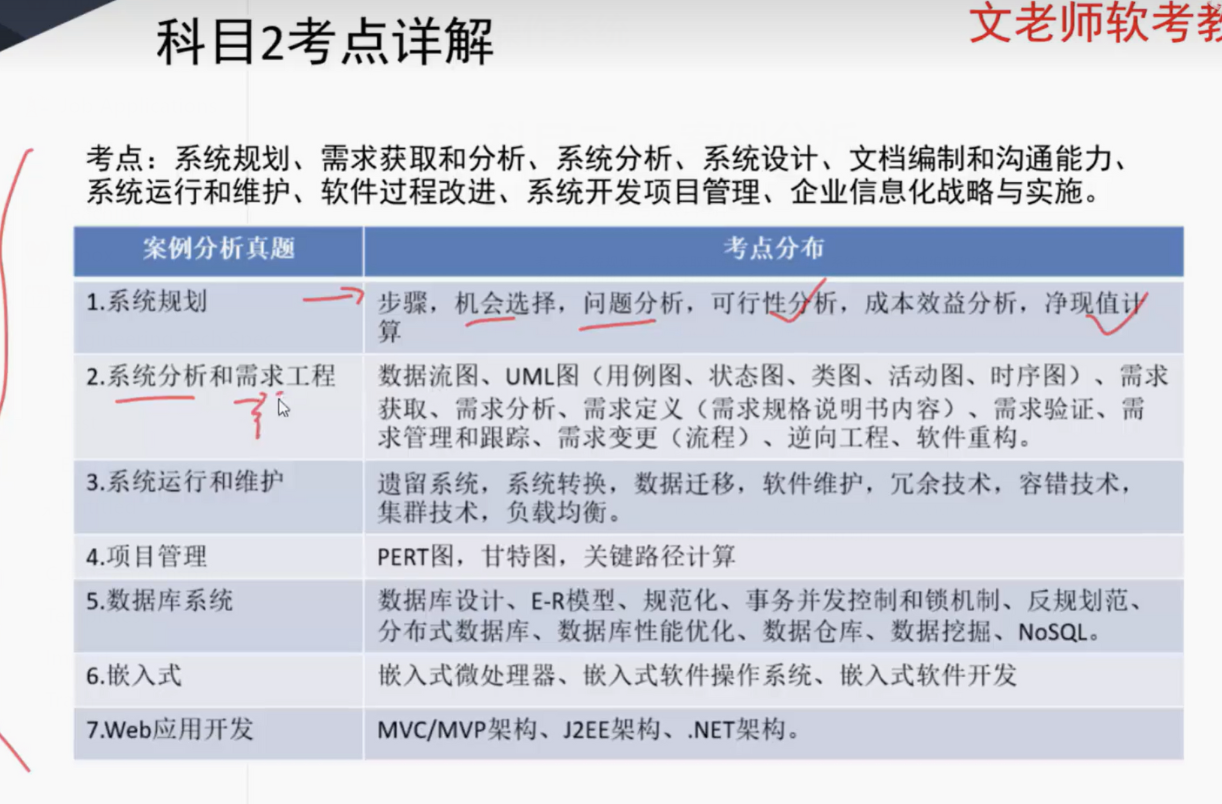 科目2考点详解
文老师软考教
考点：系统规划、需求获取和分析、系统分析、系统设计、文档编制和沟通能力、
系统运行和维护、软件过程改进、系统开发项目管理、企业信息化战略与实施。
案例分析真题
考点分布
1.系统规划
步骤，机会选择，问题分析，可行性分析，成本效益分析，净现值计
算
2.系统分析和需求工程
数据流图、UML图（用例图、状态图、类图、活动图、时序图）、需求
获取、需求分析、需求定义（需求规格说明书内容）、需求验证、需
求管理和跟踪、需求变更（流程）、逆向工程、软件重构。
3.系统运行和维护
遗留系统，系统转换，数据迁移，软件维护，冗余技术，容错技术，
集群技术，负载均衡。
4.项目管理
PERT图，甘特图，关键路径计算
5.数据库系统
数据库设计、E-R模型、规范化、事务并发控制和锁机制、反规划范、
分布式数据库、数据库性能优化、数据仓库、数据挖掘、NoSQL。
6.嵌入式
嵌入式微处理器、嵌入式软件操作系统、嵌入式软件开发
7.Web应用开发
MVC/MVP架构、J2EE架构、.NET架构。